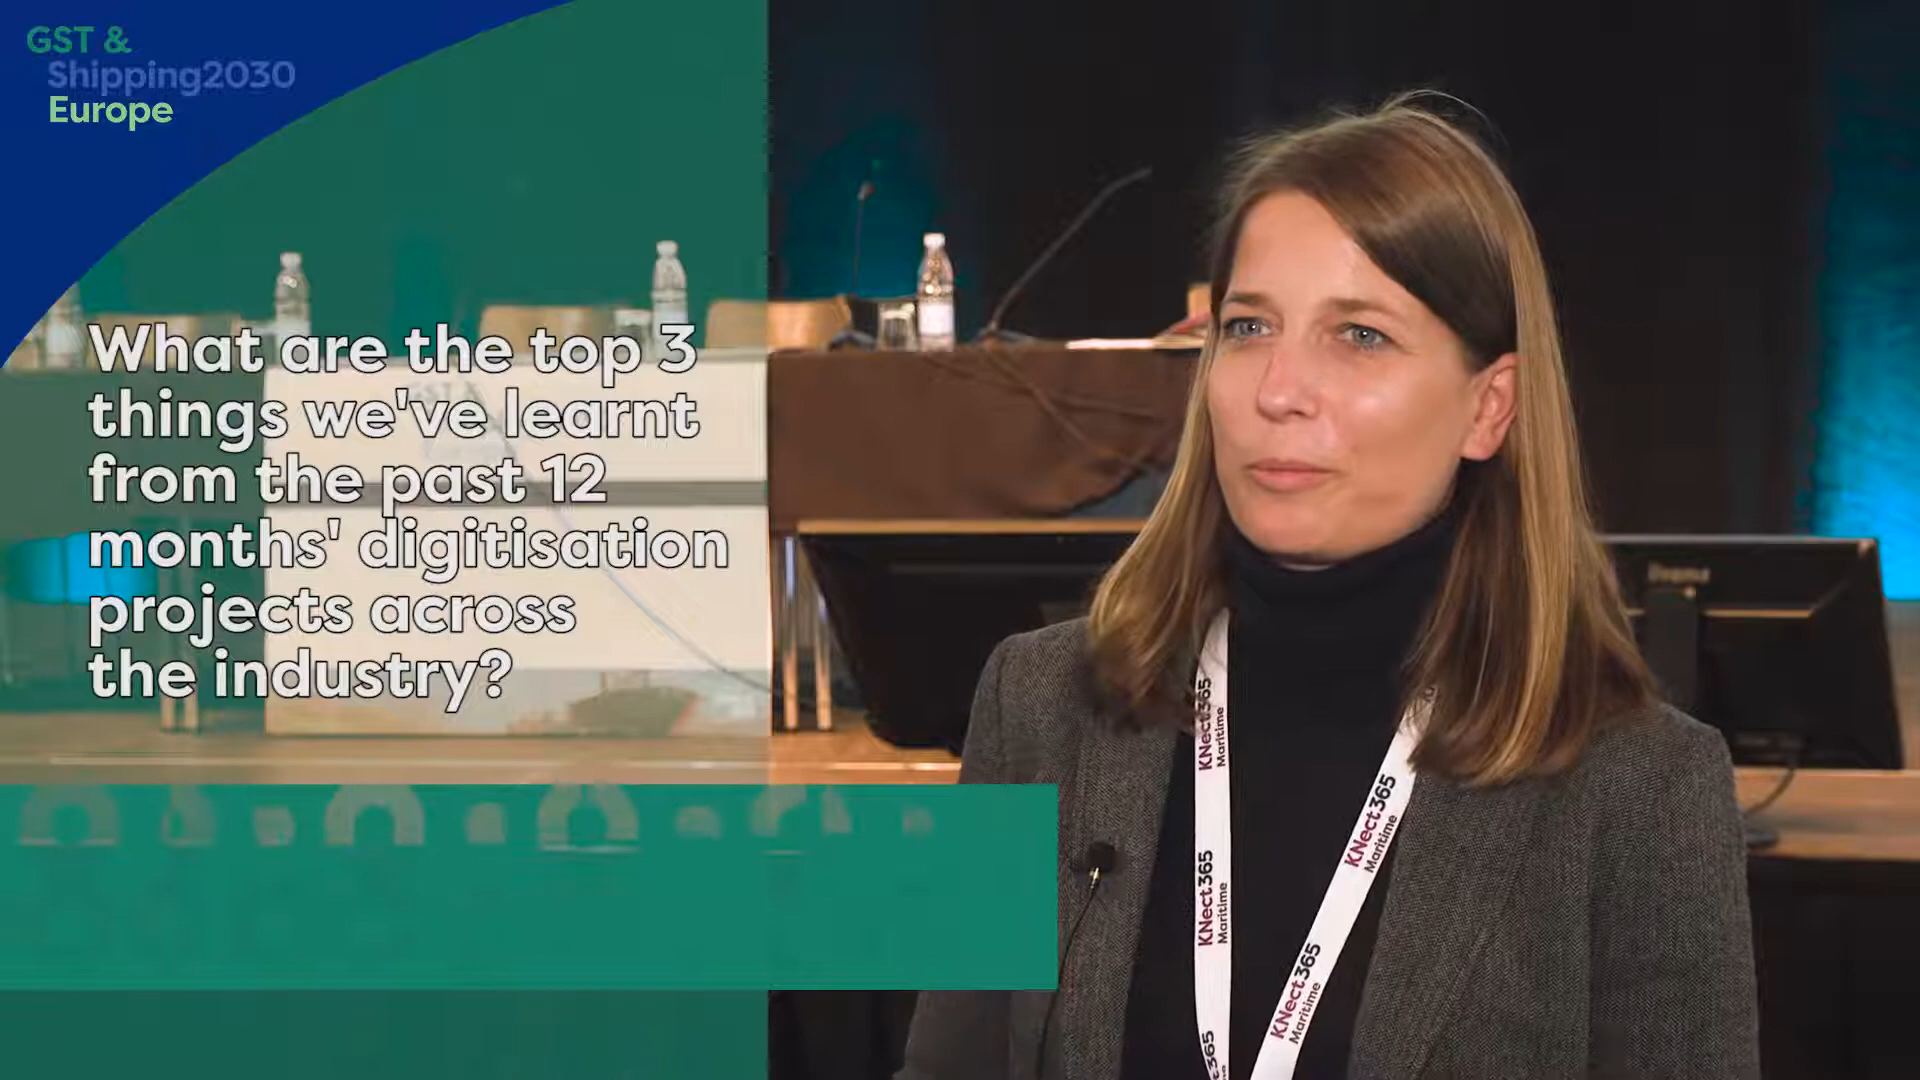 GST &
Shipping2030
Europe
What are the top 3
things we've learnt
from the past 12
months' digitisation
projects across
the industry?
KNect365
Maritime
KNect365
Maritime
KNect365
Maritime
KNect365
Maritime